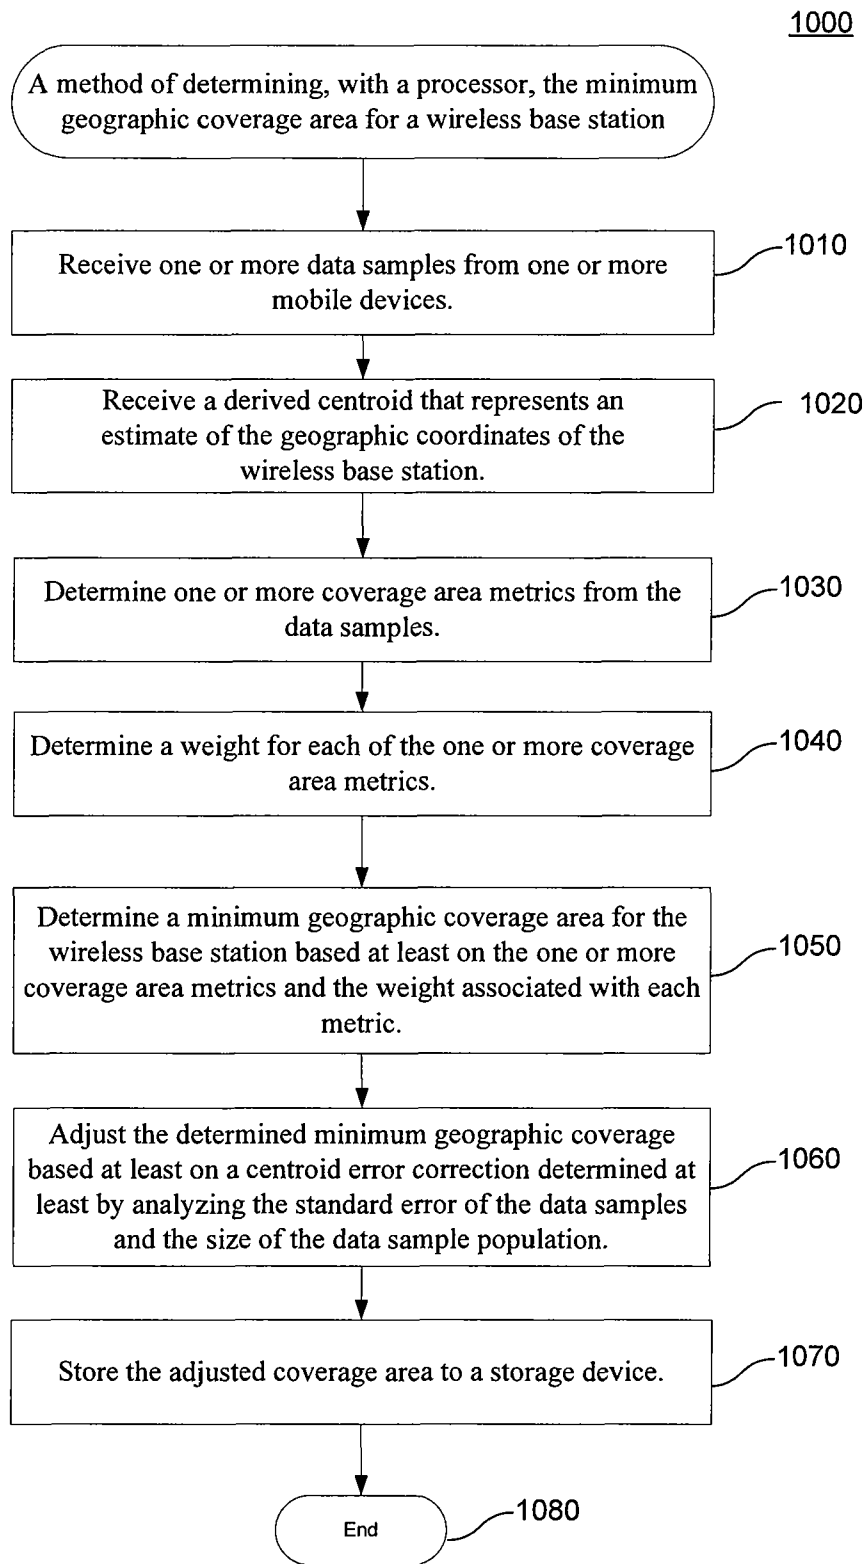 1000
A method of determining, with a processor, the minimum
geographic coverage area for a wireless base station
Receive one or more data samples from one or more
mobile devices.
1010
Receive a derived centroid that represents an
estimate of the geographic coordinates of the
wireless base station.
1020
Determine one or more coverage area metrics from the
data samples.
1030
Determine a weight for each of the one or more coverage
area metrics.
1040
Determine a minimum geographic coverage area for the
wireless base station based at least on the one or more
coverage area metrics and the weight associated with each
metric.
1050
Adjust the determined minimum geographic coverage
based at least on a centroid error correction determined at
least by analyzing the standard error of the data samples
and the size of the data sample population.
1060
Store the adjusted coverage area to a storage device.
1070
End
1080